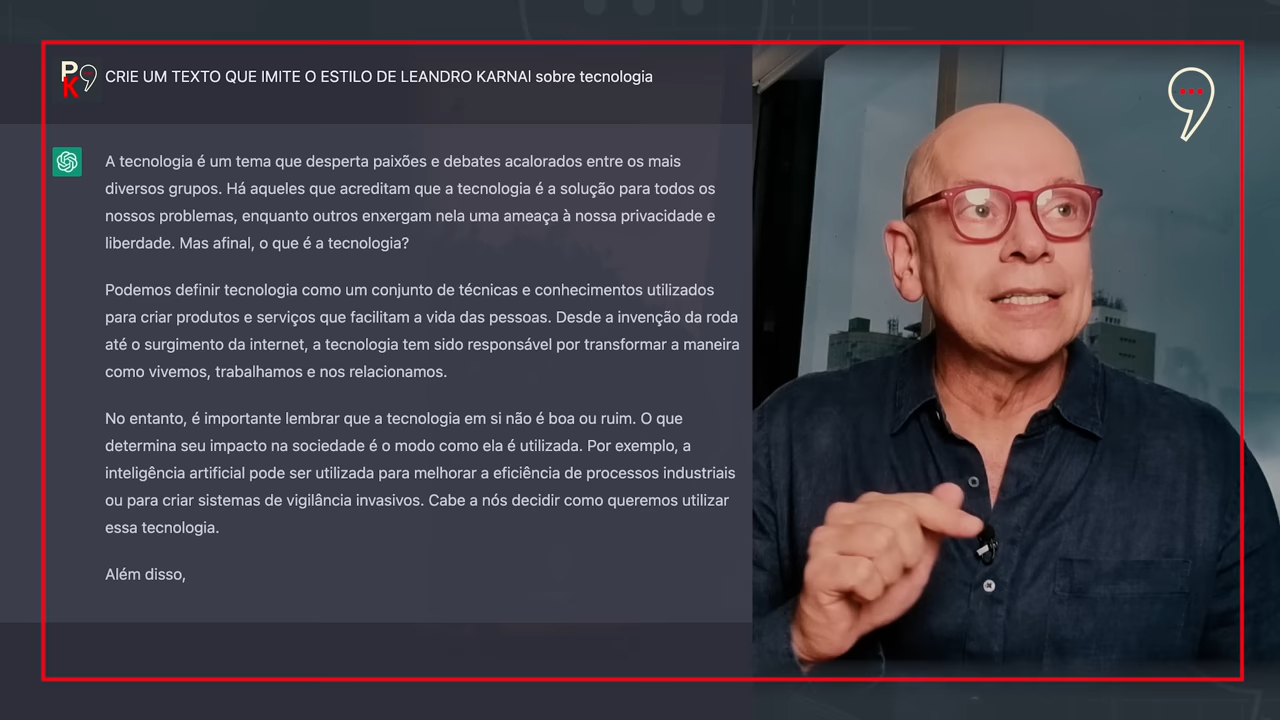 PK
CRIE UM TEXTO QUE IMITE O ESTILO DE LEANDRO KARNAl sobre tecnologia
A tecnologia é um tema que desperta paixões e debates acalorados entre os mais
diversos grupos. Há aqueles que acreditam que a tecnologia é a solução para todos os
nossos problemas, enquanto outros enxergam nela uma ameaça à nossa privacidade e
liberdade. Mas afinal, o que é a tecnologia?
Podemos definir tecnologia como um conjunto de técnicas e conhecimentos utilizados
para criar produtos e serviços que facilitam a vida das pessoas. Desde a invenção da roda
até o surgimento da internet, a tecnologia tem sido responsável por transformar a maneira
como vivemos, trabalhamos e nos relacionamos.
No entanto, é importante lembrar que a tecnologia em si não é boa ou ruim. O que
determina seu impacto na sociedade é o modo como ela é utilizada. Por exemplo, a
inteligência artificial pode ser utilizada para melhorar a eficiência de processos industriais
ou para criar sistemas de vigilância invasivos. Cabe a nós decidir como queremos utilizar
essa tecnologia.
Além disso,